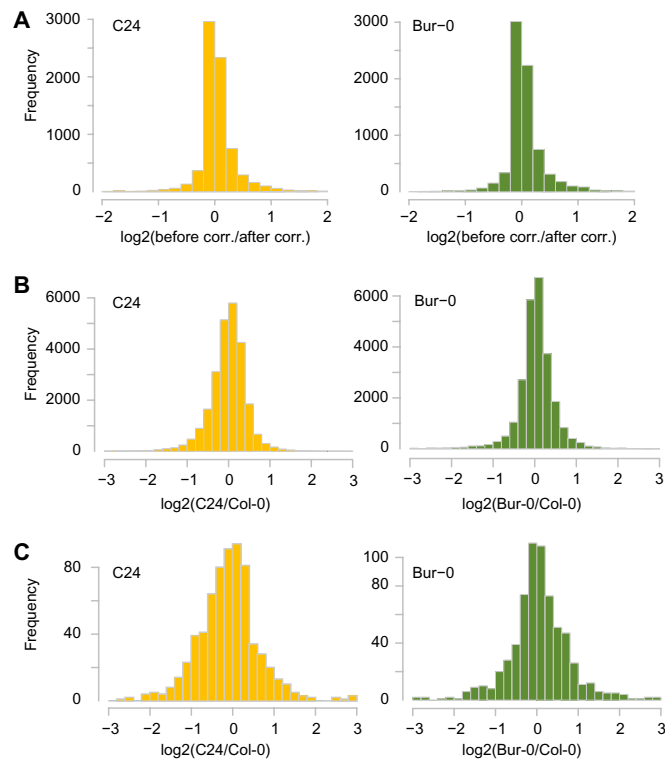 A
C24
Bur−0
Frequency
3000
2000
1000
0
3000
2000
1000
0
−2 −1 0 1 2
−2 −1 0 1 2
log2(before corr./after corr.)
log2(before corr./after corr.)
B
C24
Bur−0
Frequency
6000
4000
2000
0
6000
4000
2000
0
−3 −2 −1 0 1 2 3
−3 −2 −1 0 1 2 3
log2(C24/Col-0)
log2(Bur-0/Col-0)
C
C24
Bur−0
Frequency
80
40
0
100
80
60
40
0
−3 −2 −1 0 1 2 3
−3 −2 −1 0 1 2 3
log2(C24/Col-0)
log2(Bur-0/Col-0)